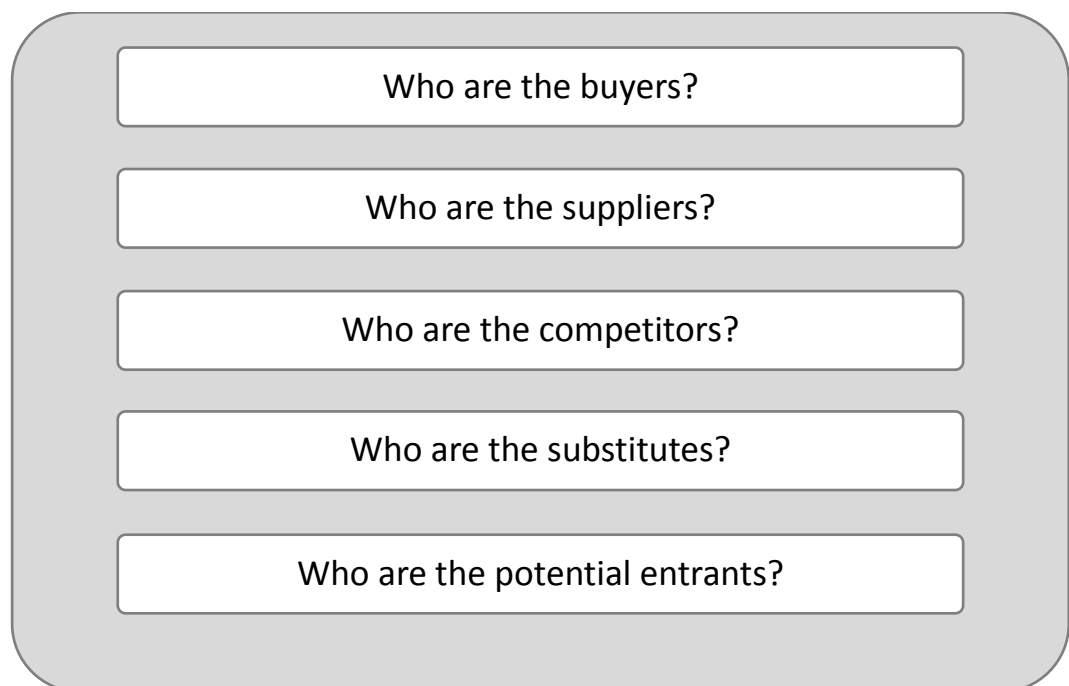 Who are the buyers?
Who are the suppliers?
Who are the competitors?
Who are the substitutes?
Who are the potential entrants?